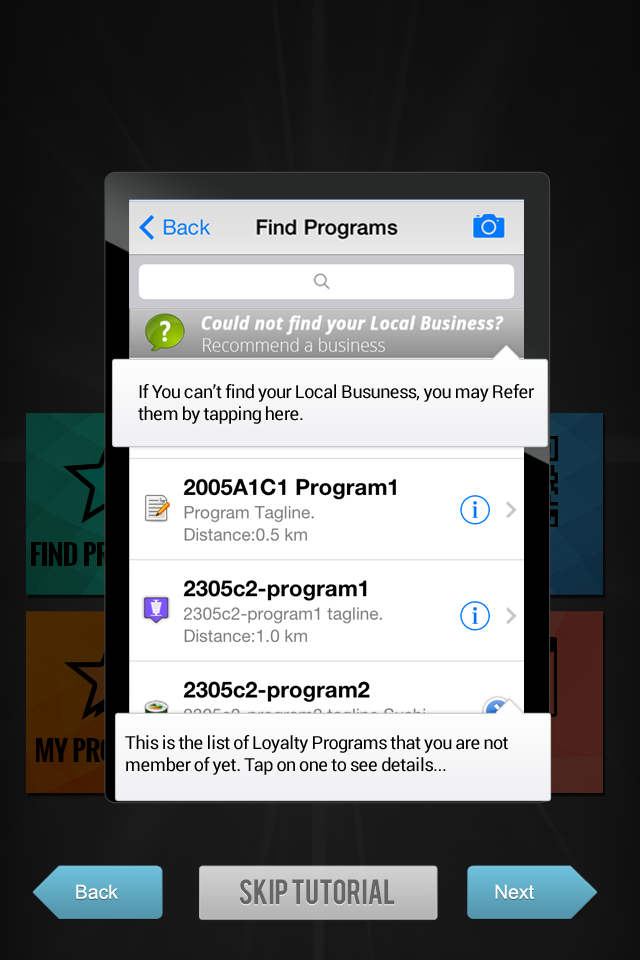 Back
Find Programs
Could not find your Local Business?
Recommend a business
If You can't find your Local Busuness, you may Refer
them by tapping here.
2005A1C1 Program1
Program Tagline.
Distance:0.5 km
2305c2-program1
2305c2-program1 tagline.
Distance:1.0 km
2305c2-program2
FIND PR
MY PRO
This is the list of Loyalty Programs that you are not
member of yet. Tap on one to see details...
Back
SKIP TUTORIAL
Next